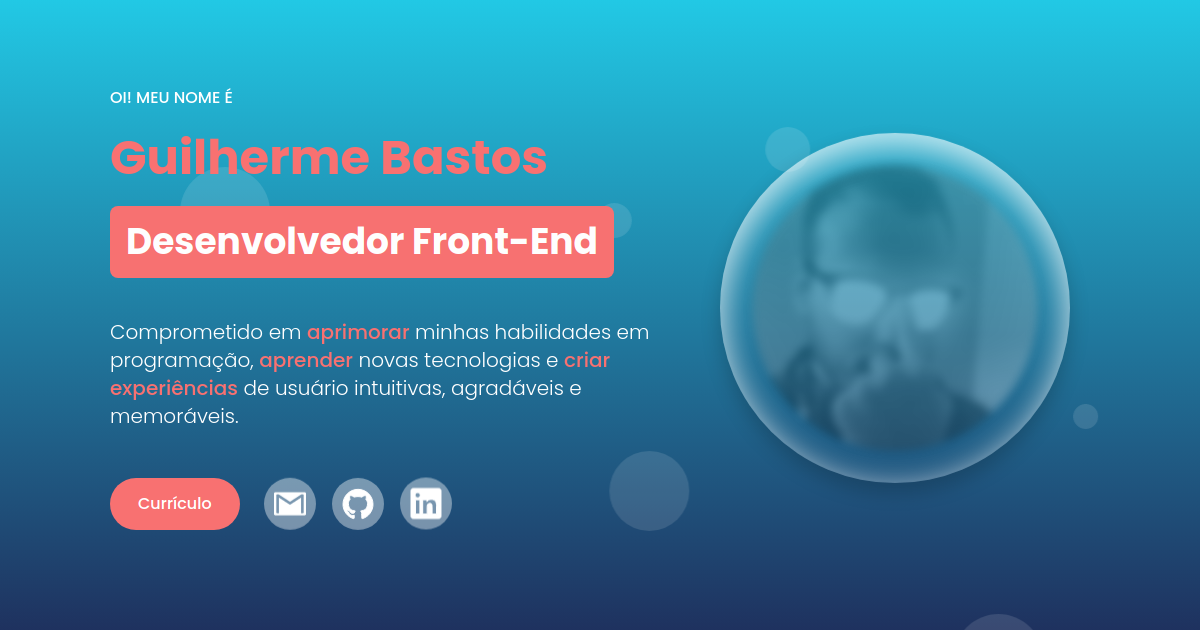 OI! MEU NOME É
Guilherme Bastos
Desenvolvedor Front-End
Comprometido em aprimorar minhas habilidades em
programação, aprender novas tecnologias e criar
experiências de usuário intuitivas, agradáveis e
memoráveis.
Currículo
in